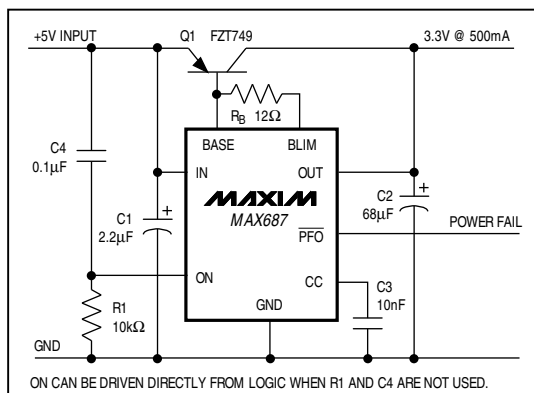 +5V INPUT
Q1
FZT749
3.3V @ 500mA
RB 12Ω
BASE
BLIM
C4
0.1µF
IN
OUT
MAXIM
MAX687
C1
2.2µF
+
C2
68µF
+
PFO
POWER FAIL
ON
CC
C3
10nF
GND
R1
10kΩ
GND
ON CAN BE DRIVEN DIRECTLY FROM LOGIC WHEN R1 AND C4 ARE NOT USED.